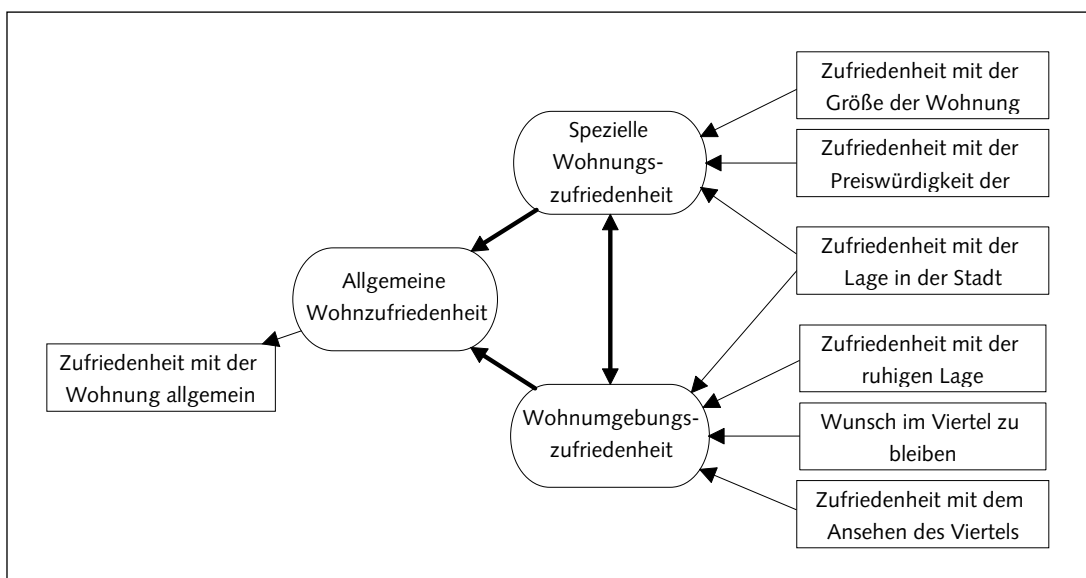 Zufriedenheit mit der
Größe der Wohnung
Spezielle
Wohnungs-
zufriedenheit
Zufriedenheit mit der
Preiswürdigkeit der
Zufriedenheit mit der
Lage in der Stadt
Allgemeine
Wohnzufriedenheit
Zufriedenheit mit der
Wohnung allgemein
Zufriedenheit mit der
ruhigen Lage
Wohnumgebungs-
zufriedenheit
Wunsch im Viertel zu
bleiben
Zufriedenheit mit dem
Ansehen des Viertels